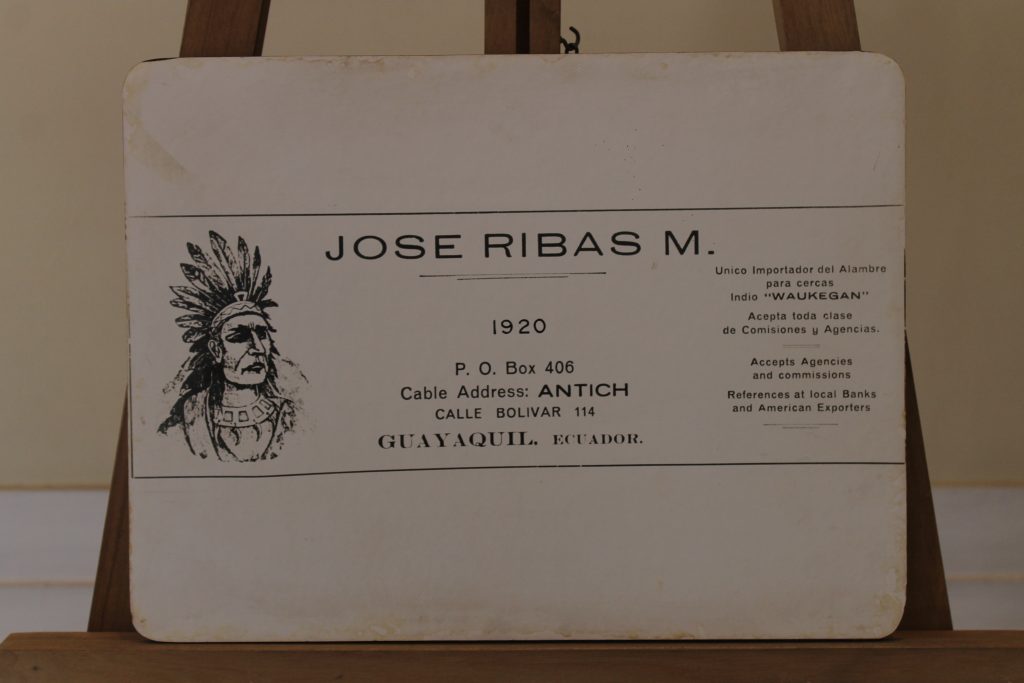 JOSE RIBAS M.
1920
P. O. Box 406
Cable Address: ANTICH
CALLE BOLIVAR 114
GUAYAQUIL. ECUADOR.
Unico Importador del Alambre
para cercas
Indio "WAUKEGAN"
Acepta toda clase
de Comisiones y Agencias.
Accepts Agencies
and commissions
References at local Banks
and American Exporters